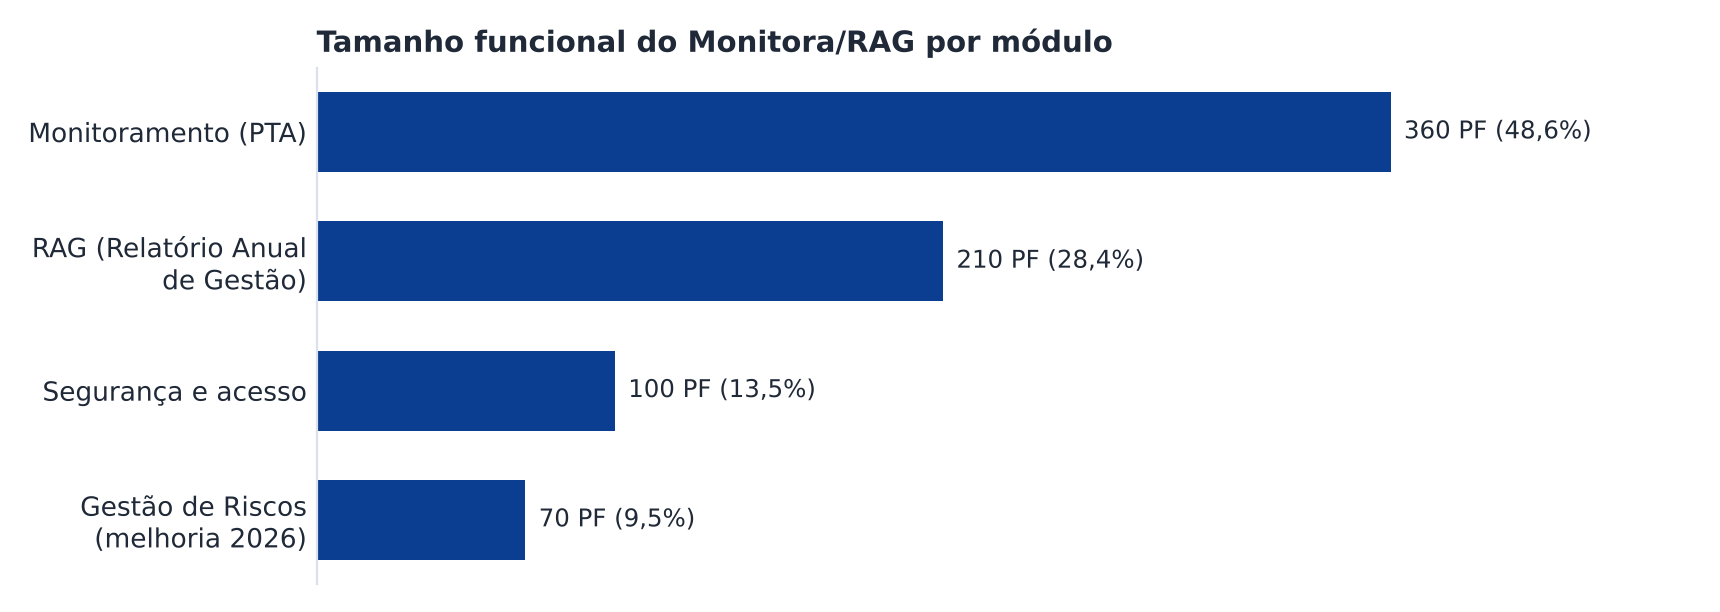 Tamanho funcional do Monitora/RAG por módulo
Monitoramento (PTA)
360 PF (48,6%)
RAG (Relatório Anual
de Gestão)
210 PF (28,4%)
Segurança e acesso
100 PF (13,5%)
Gestão de Riscos
(melhoria 2026)
70 PF (9,5%)